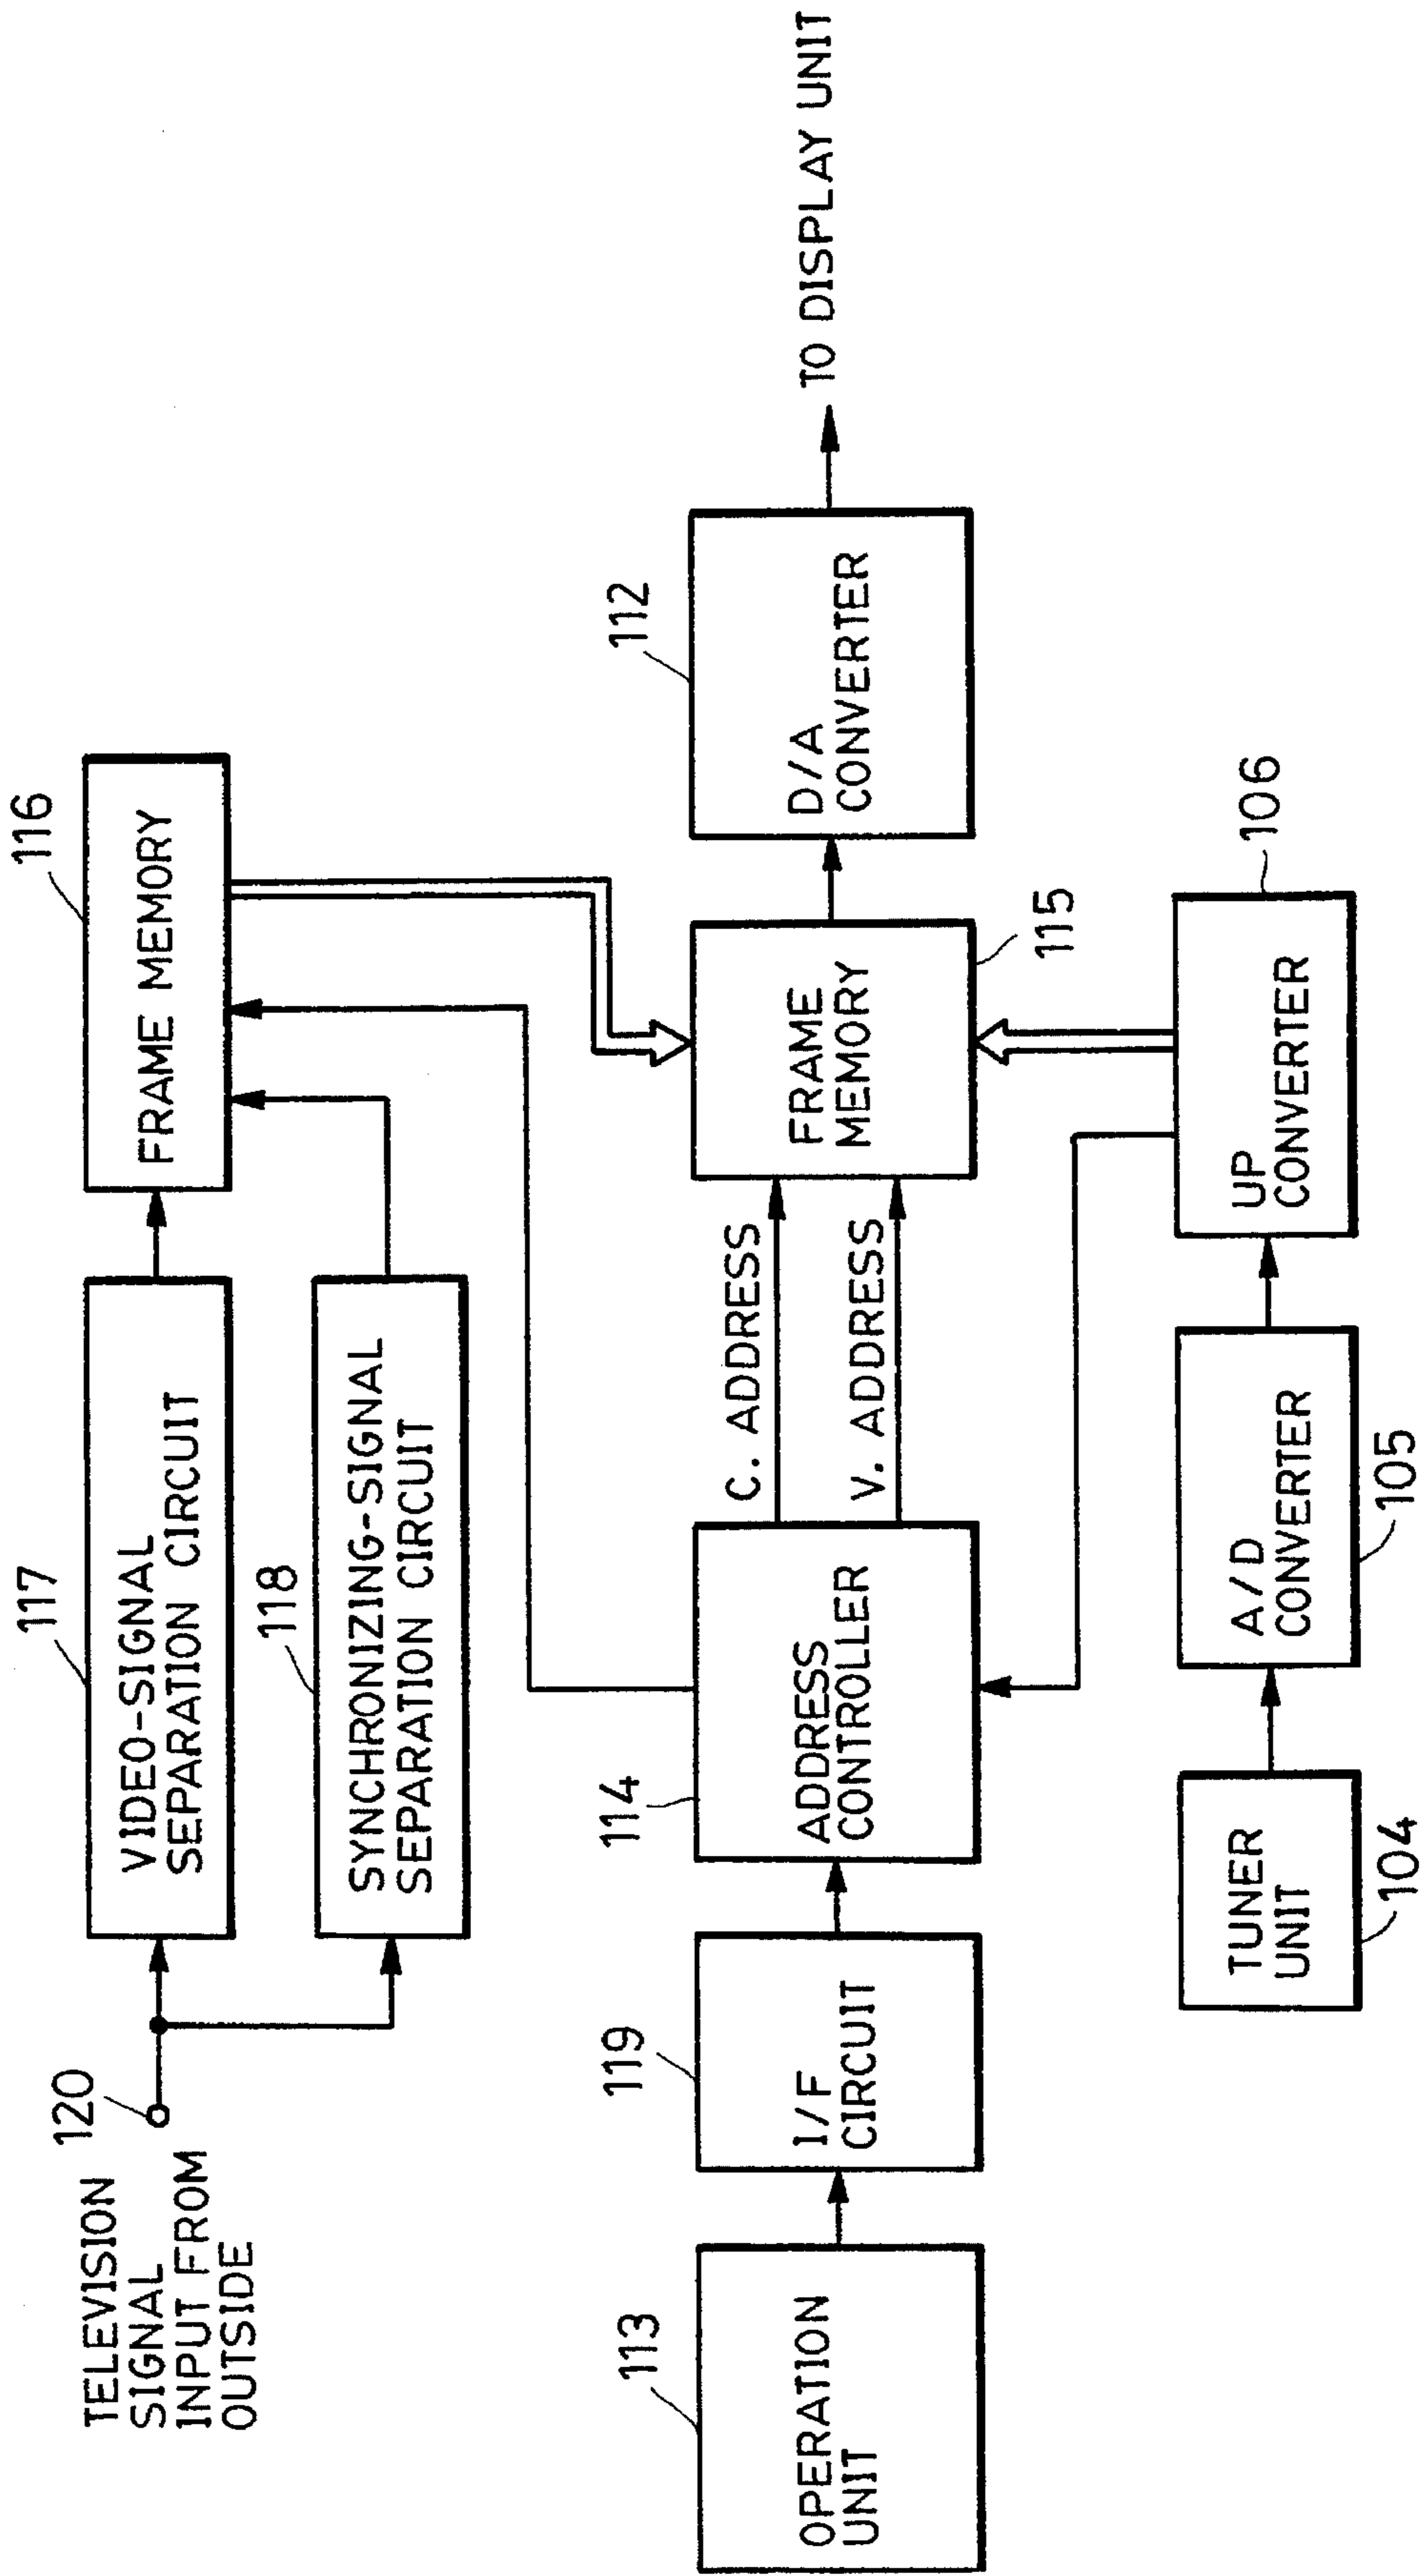 TELEVISION
SIGNAL
INPUT FROM
OUTSIDE
120
117
VIDEO-SIGNAL
SEPARATION CIRCUIT
116
FRAME MEMORY
118
SYNCHRONIZING-SIGNAL
SEPARATION CIRCUIT
113
OPERATION
UNIT
119
I/F
CIRCUIT
114
ADDRESS
CONTROLLER
C. ADDRESS
V. ADDRESS
FRAME
MEMORY
115
112
D/A
CONVERTER
TO DISPLAY UNIT
TUNER
UNIT
104
A/D
CONVERTER
105
106
UP
CONVERTER